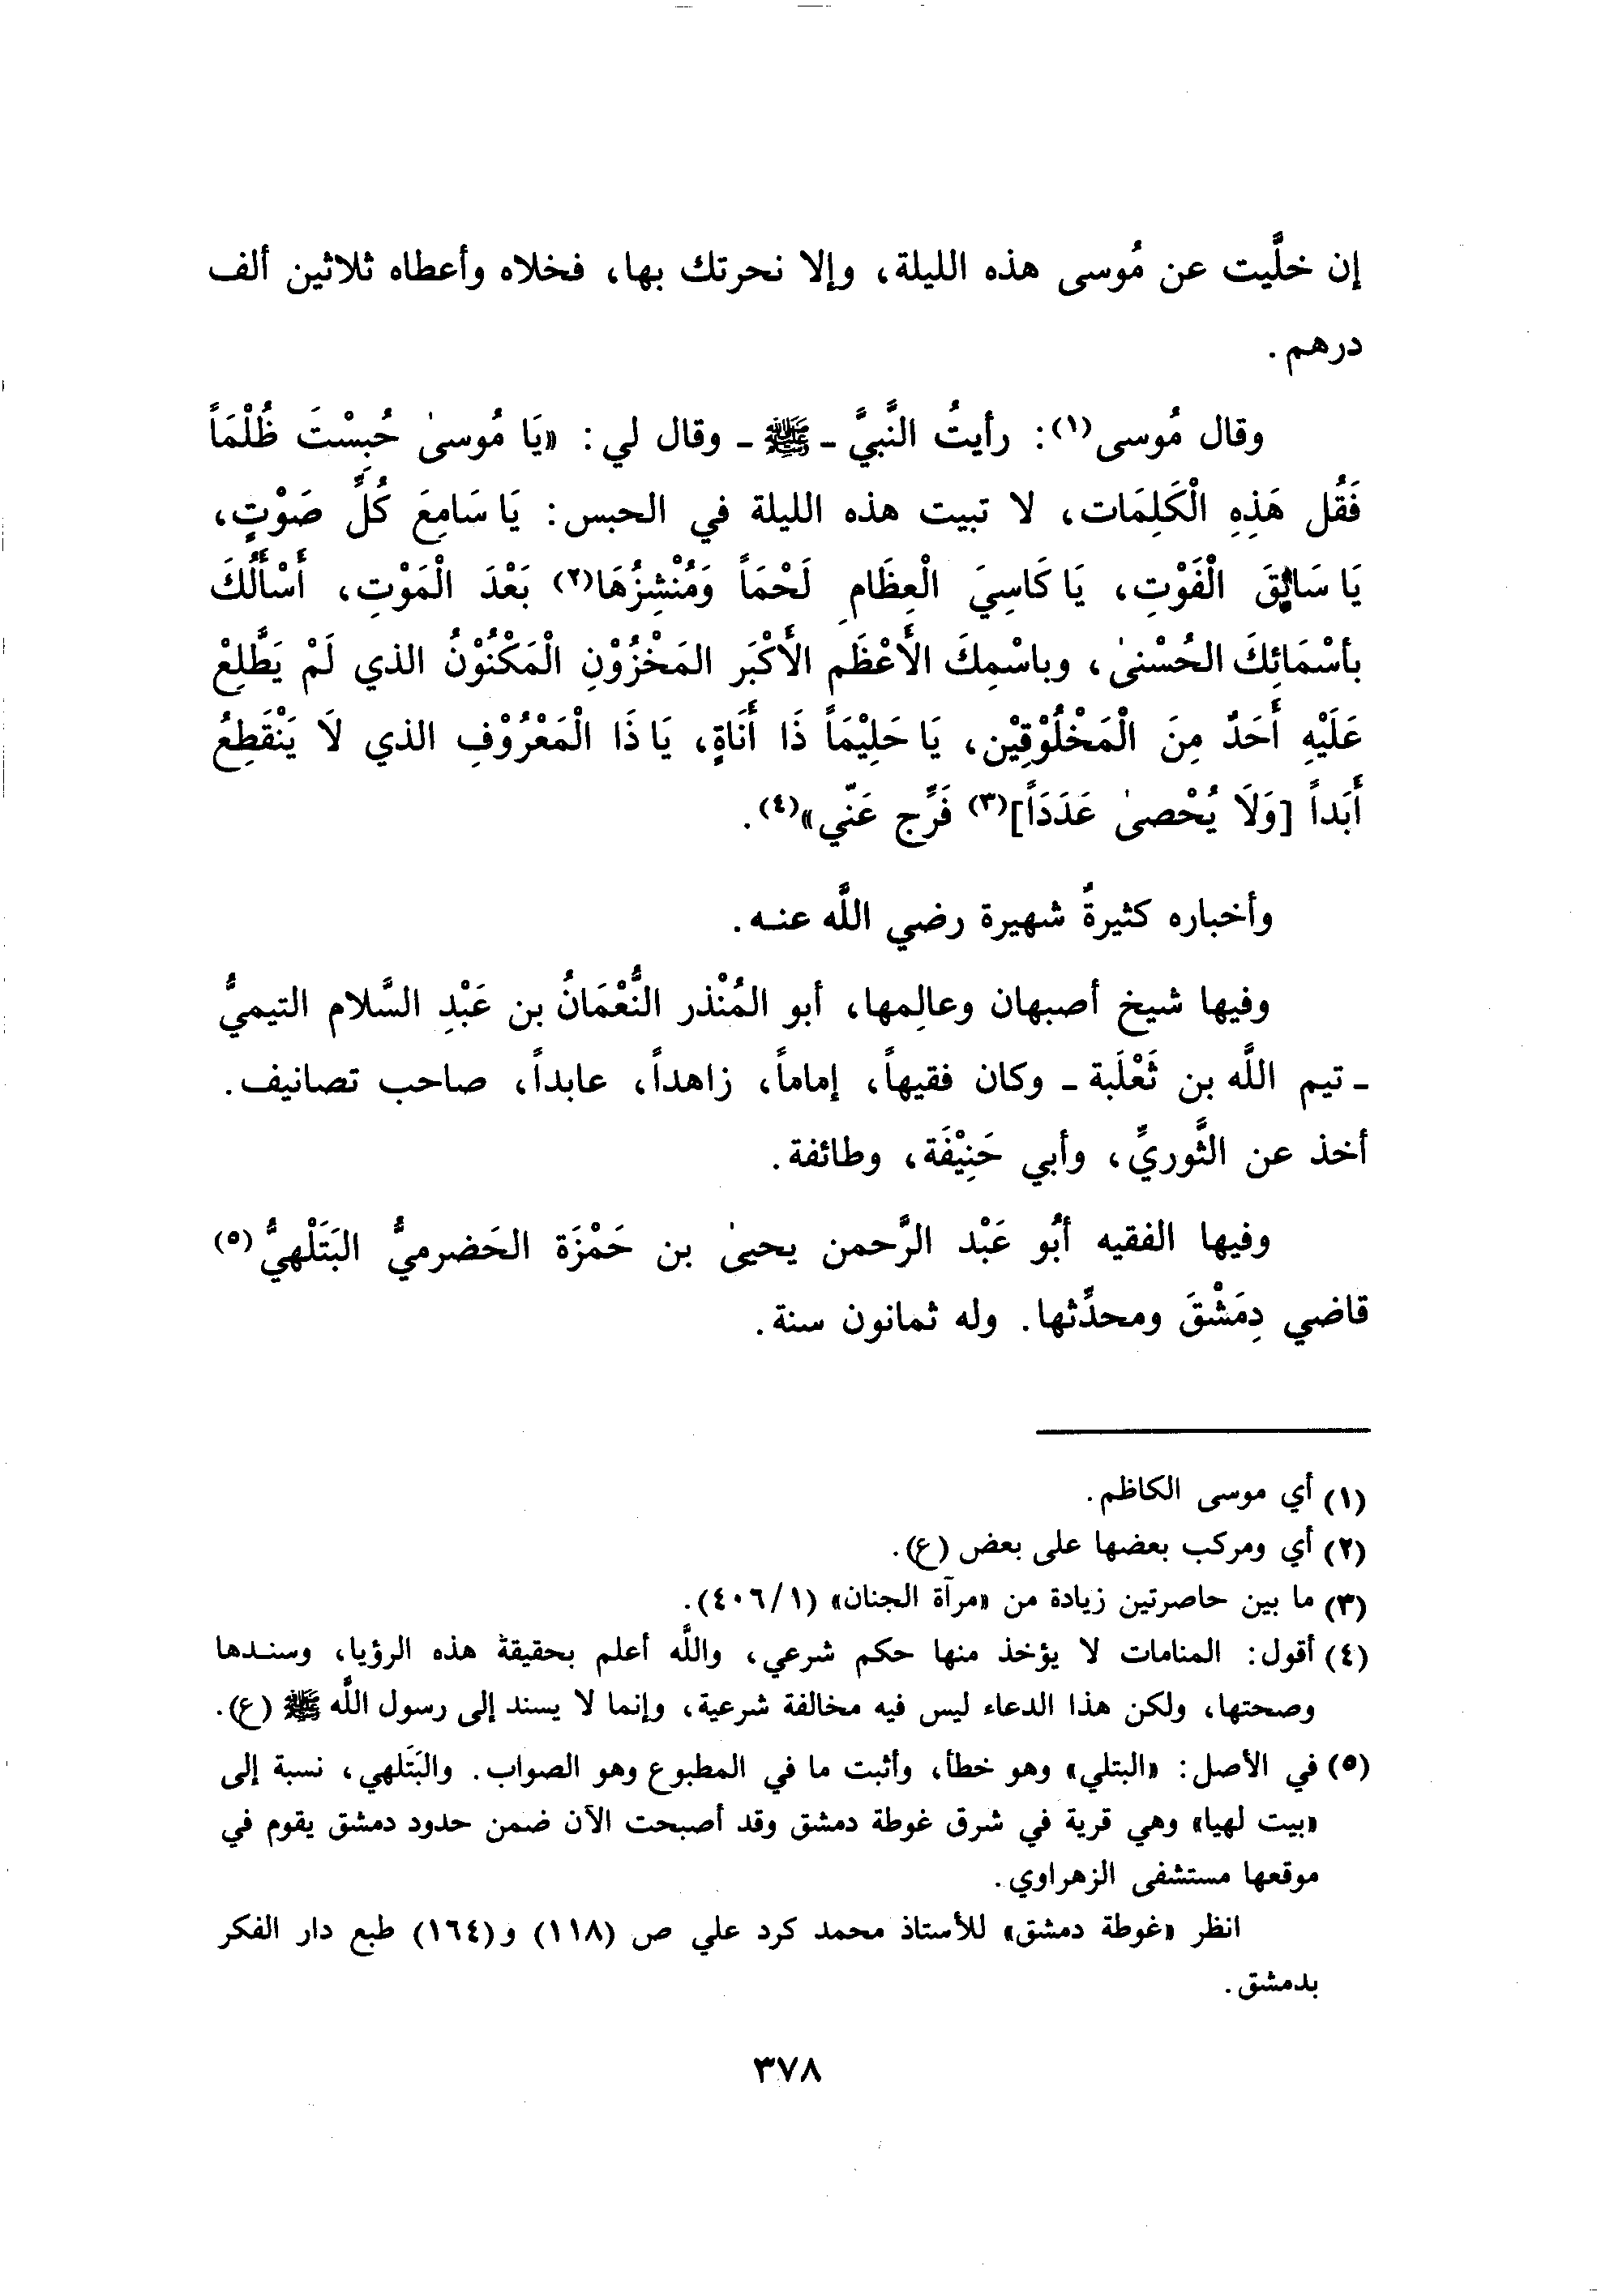 إن خلَّيت عن مُوسى هذه الليلة، وإلا نحرتك بها، فخلاه وأعطاه ثلاثين ألف
درهم.
وقال مُوسى(١): رأيتُ النَّبيَّ ـ ﷺ ـ وقال لي: «يَا مُوسىٰ حُبِسْتَ ظُلْمَاً
فَقُل هَذِهِ الْكَلِمَات، لا تبيت هذه الليلة في الحبس: يَا سَامِعَ كُلِّ صَوْتٍ،
يَا سَابِقَ الْفَوْتِ، يَا كَاسِيَ الْعِظَامِ لَحْمَاً وَمُنْشِزُهَا(٢) بَعْدَ الْمَوْتِ، أَسْأَلُكَ
بأسْمَائِكَ الحُسْنىٰ، وباسْمِكَ الأَعْظَمِ الأَكْبَر المَخْزُوْنِ الْمَكْنُوْنُ الذي لَمْ يَطَّلِعْ
عَلَيْهِ أَحَدٌ مِنَ الْمَخْلُوْقِيْن، يَا حَلِيْمَاً ذَا أَنَاةٍ، يَا ذَا الْمَعْرُوْفِ الذي لَا يَنْقَطِعُ
أَبَداً [وَلَا يُحْصىٰ عَدَدَاً](٣) فَرِّج عَنّي»(٤).
وأخباره كثيرةٌ شهيرة رضي اللَّه عنـه.
وفيها شيخ أصبهان وعالِمها، أبو المُنْذر النُّعْمَانُ بن عَبْدِ السَّلام التيميُّ
ـ تيم اللَّه بن ثَعْلَبة ـ وكان فقيهاً، إماماً، زاهداً، عابداً، صاحب تصانيف.
أخذ عن الثَّوريِّ، وأبي حَنِيْفَة، وطائفة.
وفيها الفقيه أبُو عَبْد الرَّحمن يحيىٰ بن حَمْزَة الحَضرميُّ البَتَلْهيُّ(٥)
قاضي دِمَشْقَ ومحدِّثها. وله ثمانون سنة.
(١) أي موسى الكاظم.
(٢) أي ومركب بعضها على بعض (ع).
(٣) ما بين حاصرتين زيادة من «مرآة الجنان» (٤٠٦/١).
(٤) أقول: المنامات لا يؤخذ منها حكم شرعي، واللَّه أعلم بحقيقة هذه الرؤيا، وسنـدها
وصحتها، ولكن هذا الدعاء ليس فيه مخالفة شرعية، وإنما لا يسند إلى رسول اللَّه ﷺ (ع).
(٥) في الأصل: «البتلي» وهو خطأ، وأثبت ما في المطبوع وهو الصواب. والبَتَلهي، نسبة إلى
«بيت لهيا» وهي قرية في شرق غوطة دمشق وقد أصبحت الآن ضمن حدود دمشق يقوم في
موقعها مستشفى الزهراوي.
انظر «غوطة دمشق» للأستاذ محمد كرد علي ص (١١٨) و(١٦٤) طبع دار الفكر
بدمشق.
٣٧٨